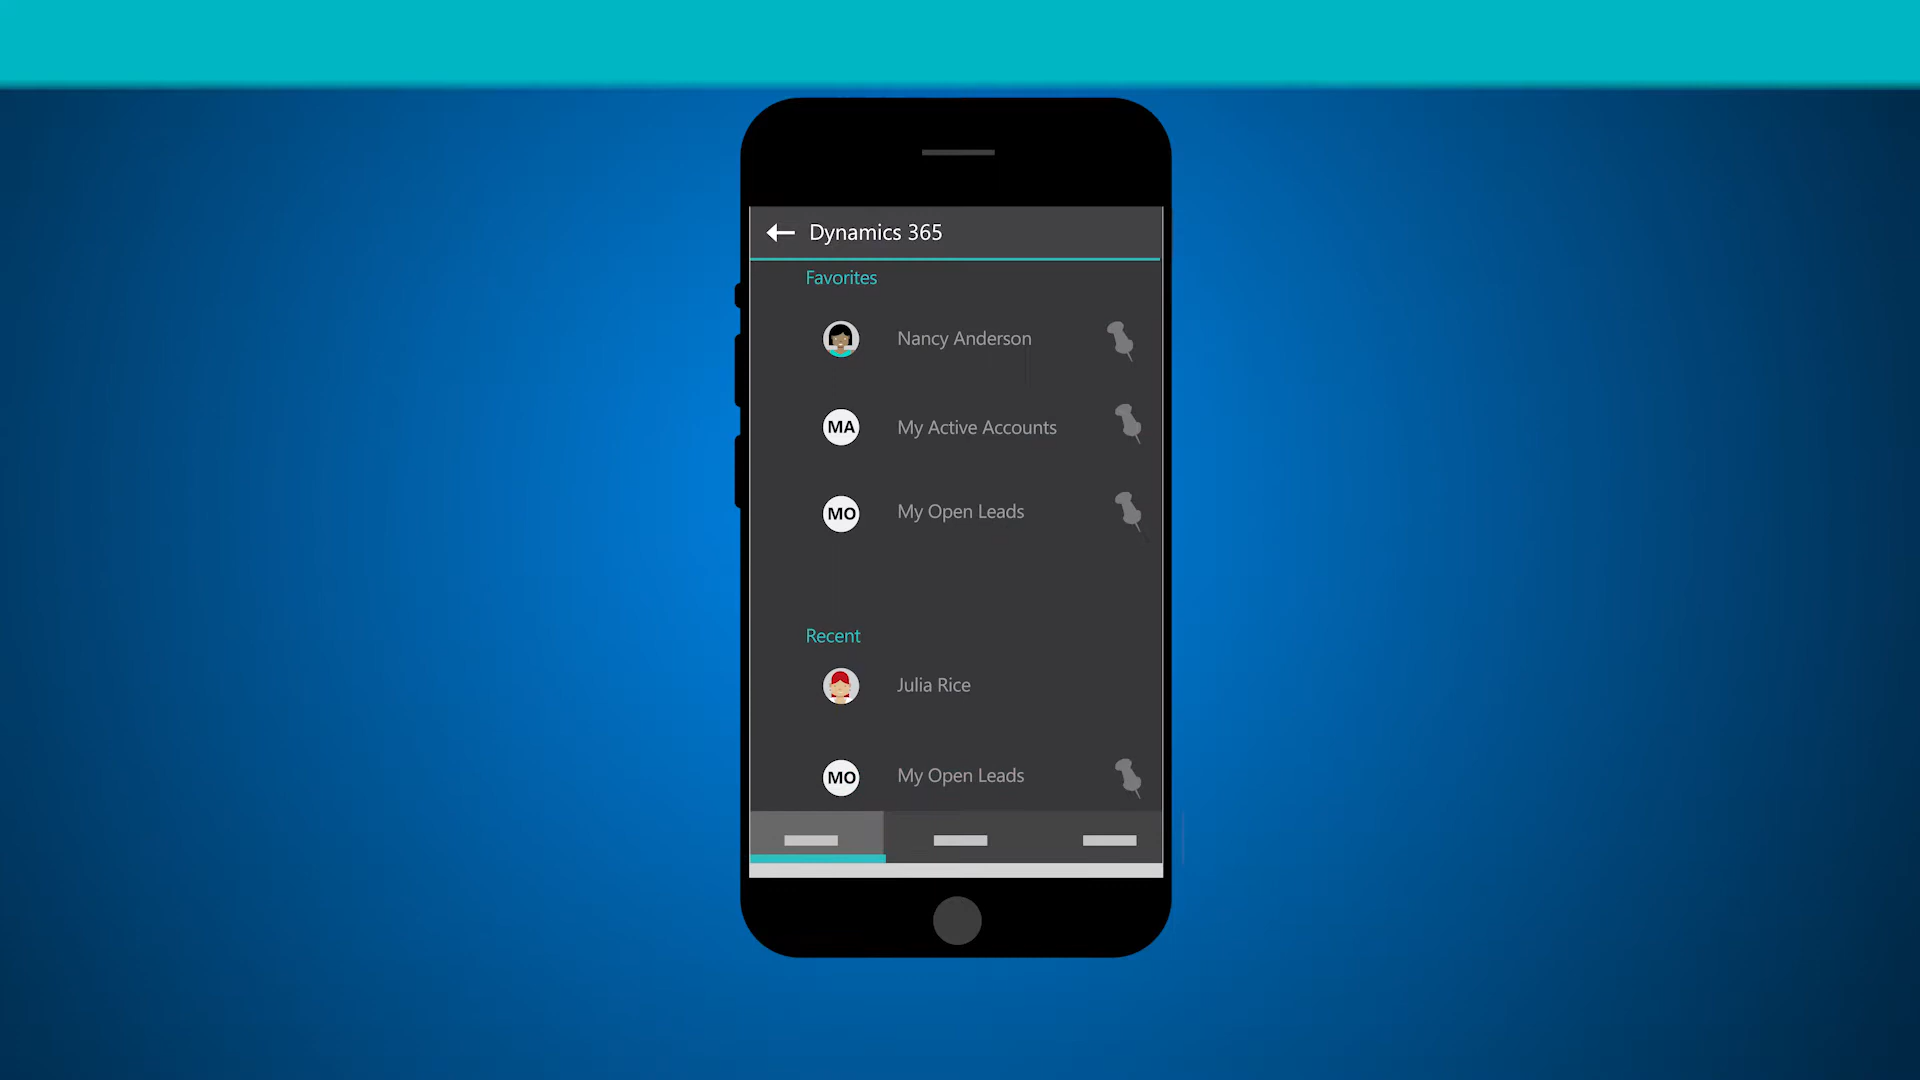 Dynamics 365
Favorites
Nancy Anderson
MA My Active Accounts
MO My Open Leads
Recent
Julia Rice
MO My Open Leads